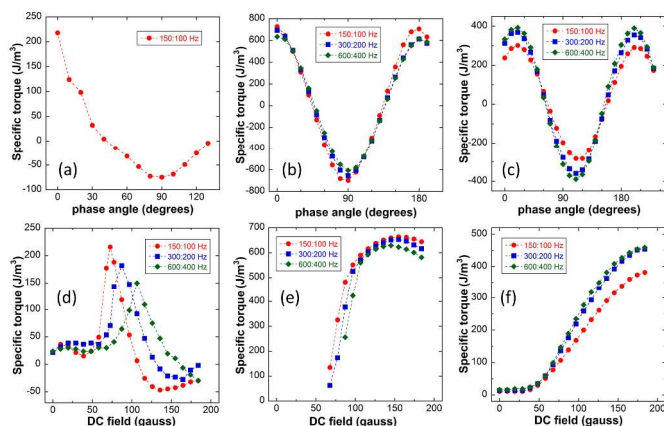 250
200
150
100
50
0
-50
-100
Specific torque (J/m³)
150:100 Hz
(a)
0 30 60 90 120
phase angle (degrees)
800
600
400
200
0
-200
-400
-600
-800
Specific torque (J/m³)
150:100 Hz
300:200 Hz
600:400 Hz
(b)
0 90 180
phase angle (degrees)
400
200
0
-200
-400
Specific torque (J/m³)
150:100 Hz
300:200 Hz
600:400 Hz
(c)
0 90 180
phase angle (degrees)
250
200
150
100
50
0
-50
Specific torque (J/m³)
150:100 Hz
300:200 Hz
600:400 Hz
(d)
0 50 100 150 200
DC field (gauss)
700
600
500
400
300
200
100
0
Specific torque (J/m³)
150:100 Hz
300:200 Hz
600:400 Hz
(e)
0 50 100 150 200
DC field (gauss)
500
400
300
200
100
0
Specific torque (J/m³)
150:100 Hz
300:200 Hz
600:400 Hz
(f)
0 50 100 150 200
DC field (gauss)